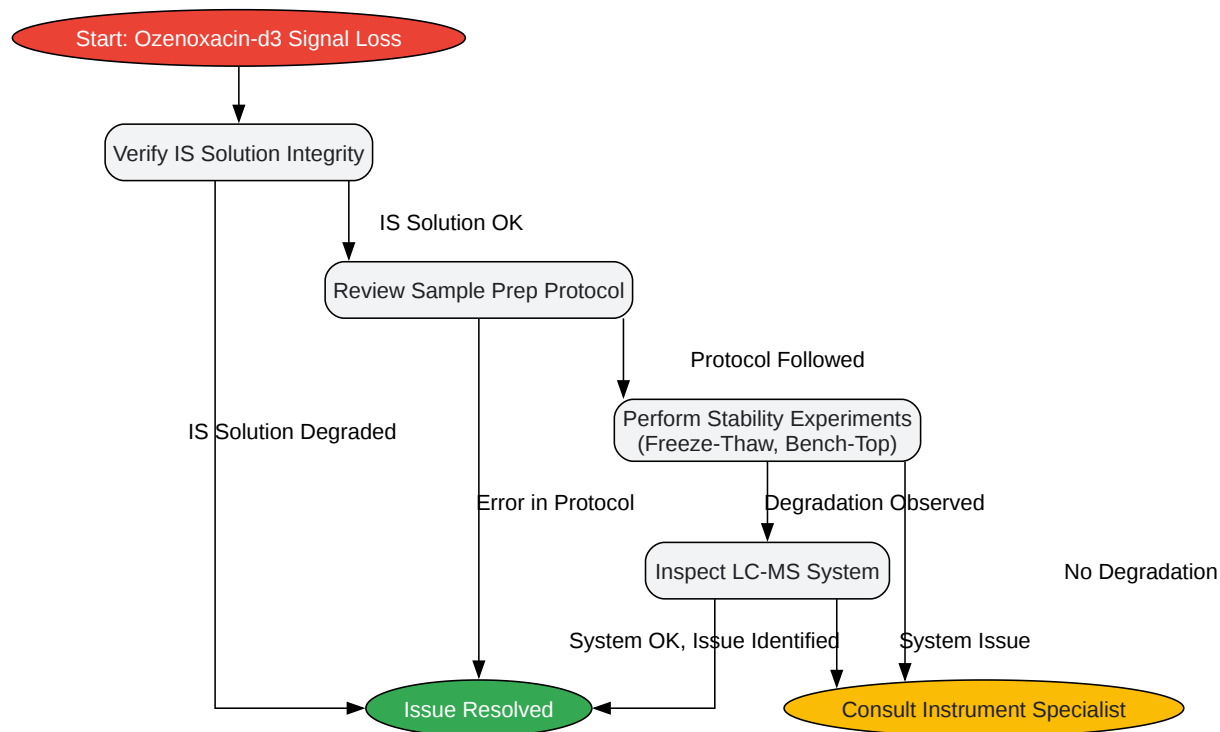 Start: Ozenoxacin-d3 Signal Loss
Verify IS Solution Integrity
IS Solution OK
Review Sample Prep Protocol
Protocol Followed
Perform Stability Experiments
(Freeze-Thaw, Bench-Top)
IS Solution Degraded
Error in Protocol
Degradation Observed
Inspect LC-MS System
No Degradation
System OK, Issue Identified
System Issue
Issue Resolved
Consult Instrument Specialist